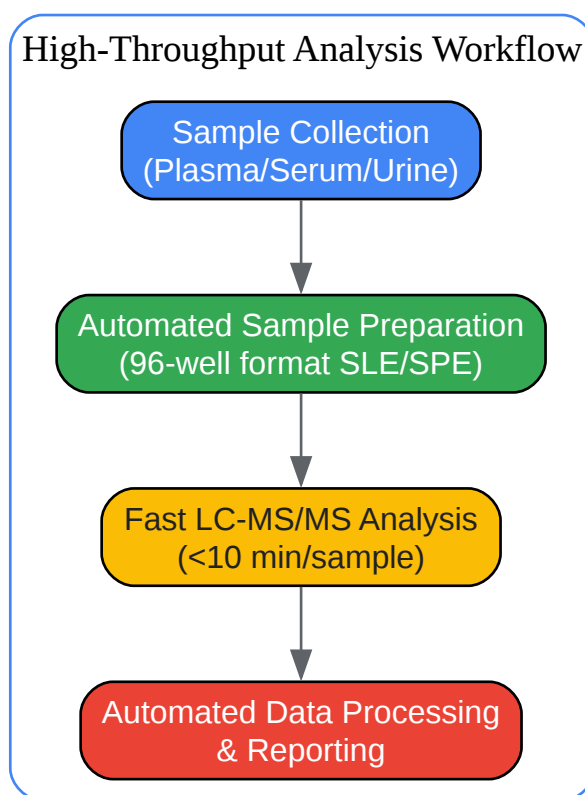 High-Throughput Analysis Workflow
Sample Collection
(Plasma/Serum/Urine)
Automated Sample Preparation
(96-well format SLE/SPE)
Fast LC-MS/MS Analysis
(<10 min/sample)
Automated Data Processing
& Reporting